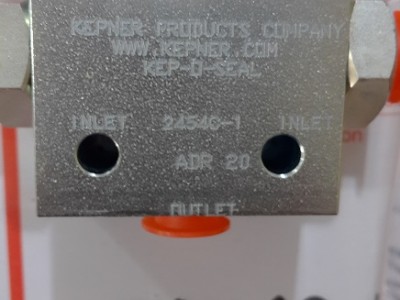 KEPNER PRODUCTS COMPANY
WWW.KEPNER.COM
KEP-O-SEAL
INLET 2454C-1 INLET
ADR 20
OUTLET